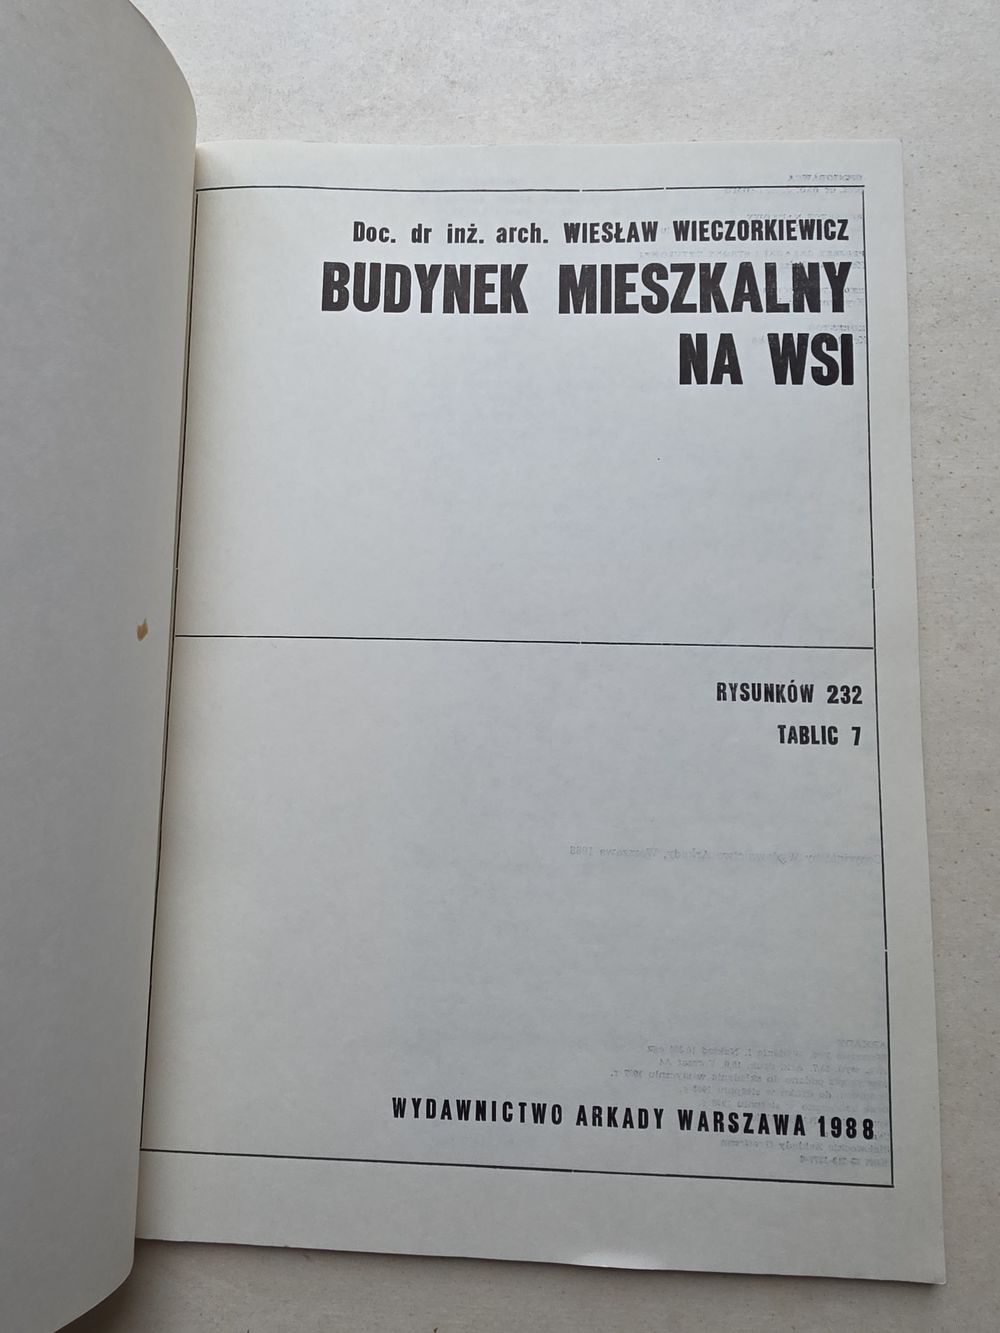 Doc. dr inż. arch. WIESŁAW WIECZORKIEWICZ
BUDYNEK MIESZKALNY
NA WSI
RYSUNKÓW 232
TABLIC 7
WYDAWNICTWO ARKADY WARSZAWA 1988